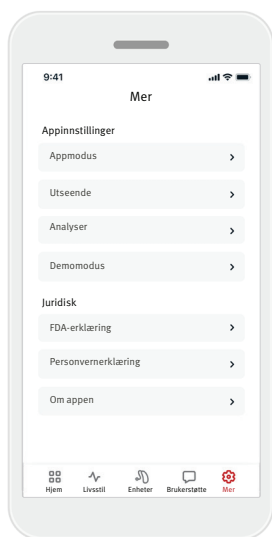 9:41
Mer
Appinnstillinger
Appmodus
Utseende
Analyser
Demomodus
Juridisk
FDA-erklæring
Personvernerklæring
Om appen
Hjem Livsstil Enheter Brukerstøtte Mer